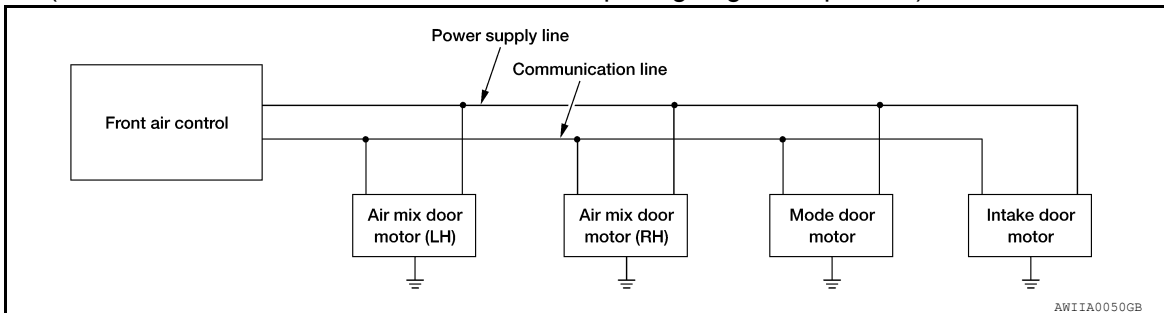 Power supply line
Communication line
Front air control
Air mix door
motor (LH)
Air mix door
motor (RH)
Mode door
motor
Intake door
motor
AWIIA0050GB